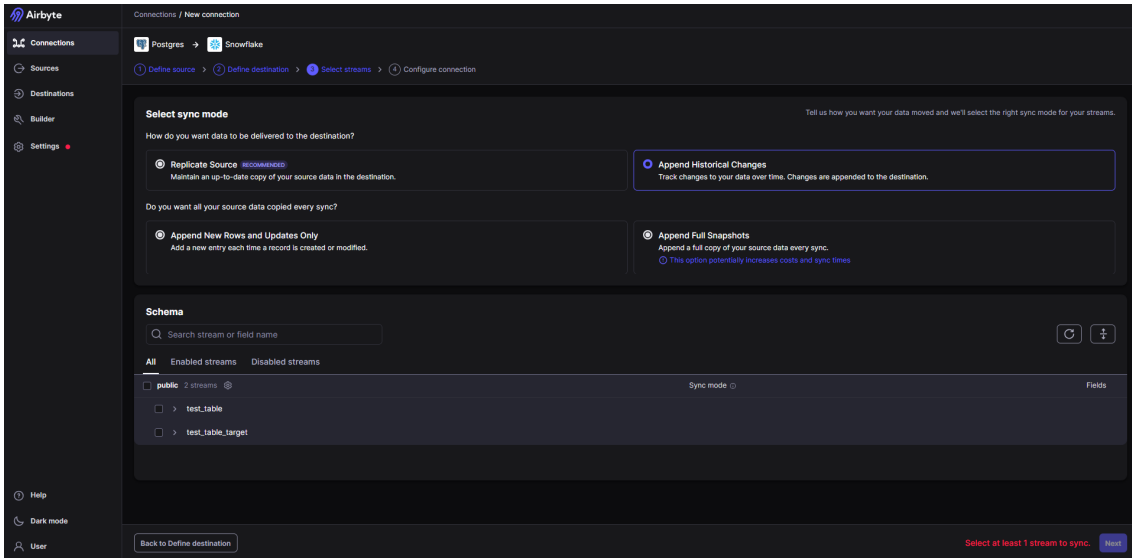 Airbyte
Connections / New connection
Connections
Sources
Destinations
Builder
Settings
Postgres → Snowflake
1 Define source > 2 Define destination > 3 Select streams > 4 Configure connection
Select sync mode
Tell us how you want your data moved and we'll select the right sync mode for your streams.
How do you want data to be delivered to the destination?
Replicate Source RECOMMENDED
Maintain an up-to-date copy of your source data in the destination.
Append Historical Changes
Track changes to your data over time. Changes are appended to the destination.
Do you want all your source data copied every sync?
Append New Rows and Updates Only
Add a new entry each time a record is created or modified.
Append Full Snapshots
Append a full copy of your source data every sync.
This option potentially increases costs and sync times
Schema
Search stream or field name
All Enabled streams Disabled streams
public 2 streams Sync mode Fields
test_table
test_table_target
Help
Dark mode
User
Back to Define destination
Select at least 1 stream to sync. Next